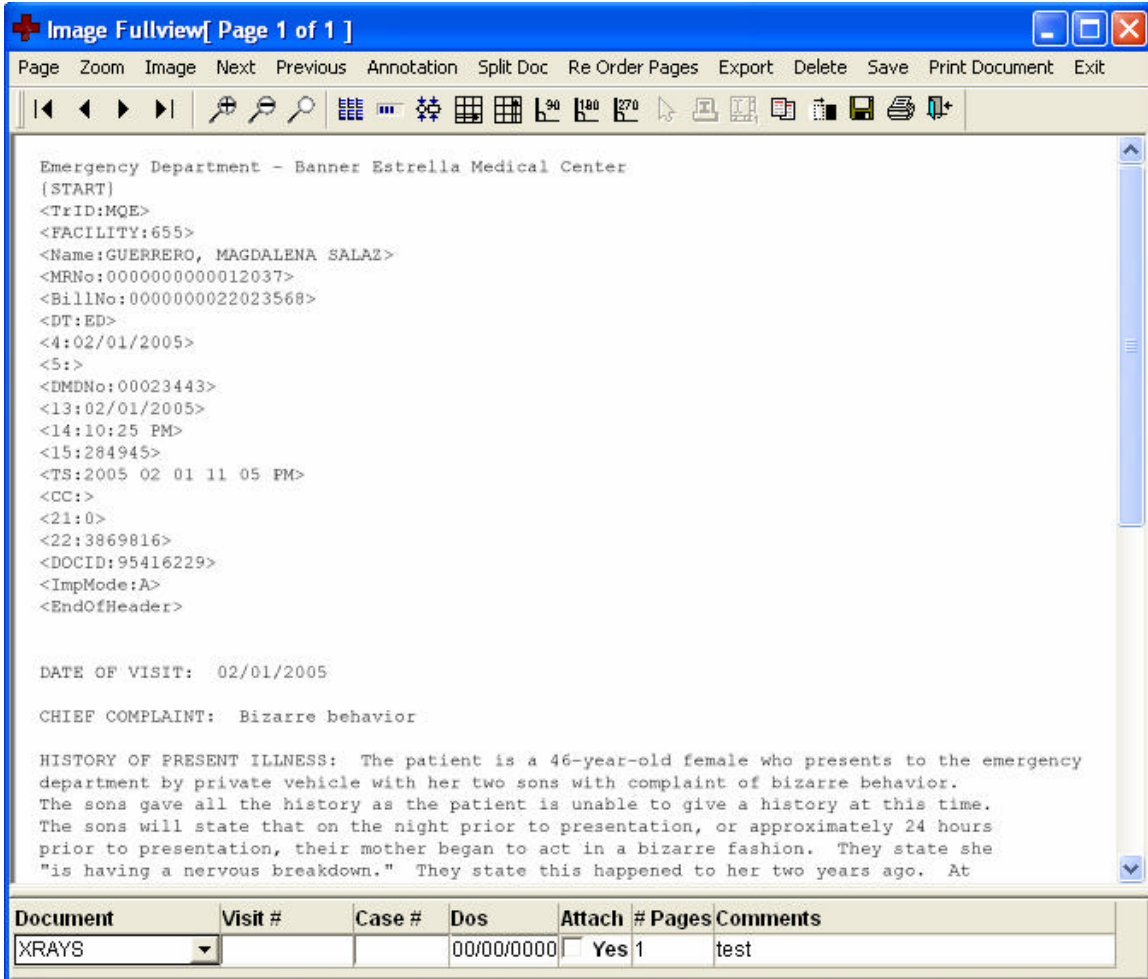 Image Fullview[ Page 1 of 1 ]
Page Zoom Image Next Previous Annotation Split Doc Re Order Pages Export Delete Save Print Document Exit
90 180 270
Emergency Department - Banner Estrella Medical Center
{START}
<TrID:MQE>
<FACILITY:655>
<Name:GUERRERO, MAGDALENA SALAZ>
<MRNo:0000000000012037>
<BillNo:0000000022023568>
<DT:ED>
<4:02/01/2005>
<5:>
<DMDNo:00023443>
<13:02/01/2005>
<14:10:25 PM>
<15:284945>
<TS:2005 02 01 11 05 PM>
<CC:>
<21:0>
<22:3869816>
<DOCID:95416229>
<ImpMode:A>
<EndOfHeader>
DATE OF VISIT: 02/01/2005
CHIEF COMPLAINT: Bizarre behavior
HISTORY OF PRESENT ILLNESS: The patient is a 46-year-old female who presents to the emergency
department by private vehicle with her two sons with complaint of bizarre behavior.
The sons gave all the history as the patient is unable to give a history at this time.
The sons will state that on the night prior to presentation, or approximately 24 hours
prior to presentation, their mother began to act in a bizarre fashion. They state she
"is having a nervous breakdown." They state this happened to her two years ago. At
Document Visit # Case # Dos Attach # Pages Comments
XRAYS 00/00/0000 Yes 1 test